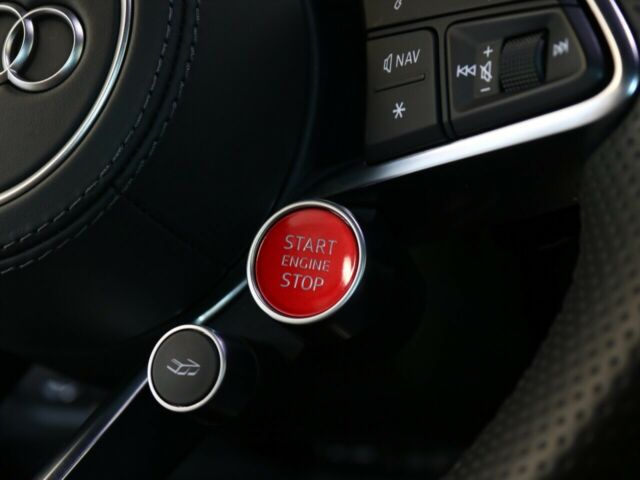 NAV
*
+
-
START
ENGINE
STOP